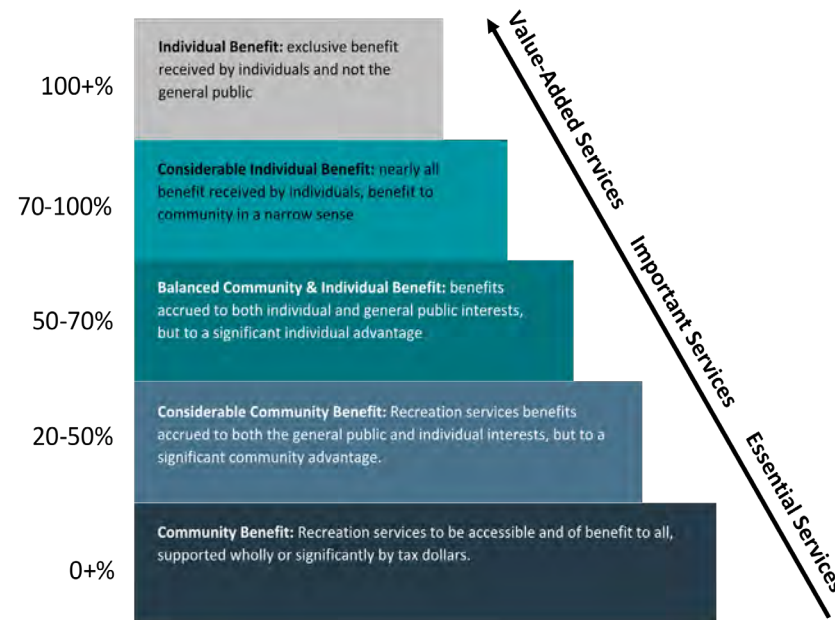 100+%
Individual Benefit: exclusive benefit
received by individuals and not the
general public
70-100%
Considerable Individual Benefit: nearly all
benefit received by individuals, benefit to
community in a narrow sense
50-70%
Balanced Community & Individual Benefit: benefits
accrued to both individual and general public interests,
but to a significant individual advantage
20-50%
Considerable Community Benefit: Recreation services benefits
accrued to both the general public and individual interests, but to a
significant community advantage.
0+%
Community Benefit: Recreation services to be accessible and of benefit to all,
supported wholly or significantly by tax dollars.
Value-Added Services
Important Services
Essential Services